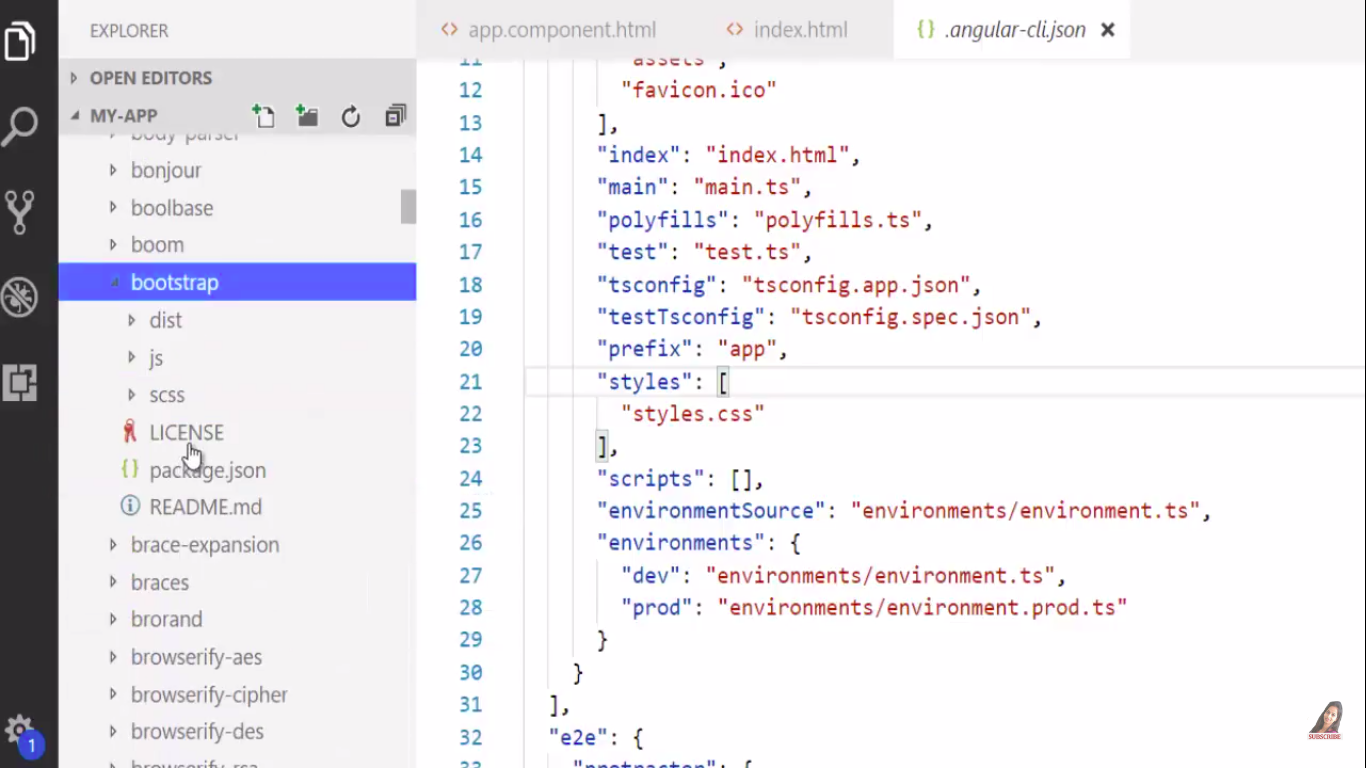 EXPLORER
OPEN EDITORS
MY-APP
body-parser
bonjour
boolbase
boom
bootstrap
dist
js
scss
LICENSE
package.json
README.md
brace-expansion
braces
brorand
browserify-aes
browserify-cipher
browserify-des
browserify-rsa
1
app.component.html
index.html
{} .angular-cli.json
11 "assets",
12 "favicon.ico"
13 ],
14 "index": "index.html",
15 "main": "main.ts",
16 "polyfills": "polyfills.ts",
17 "test": "test.ts",
18 "tsconfig": "tsconfig.app.json",
19 "testTsconfig": "tsconfig.spec.json",
20 "prefix": "app",
21 "styles": [
22 "styles.css"
23 ],
24 "scripts": [],
25 "environmentSource": "environments/environment.ts",
26 "environments": {
27 "dev": "environments/environment.ts",
28 "prod": "environments/environment.prod.ts"
29 }
30 }
31 ],
32 "e2e": {
33 "protractor": {
SUBSCRIBE